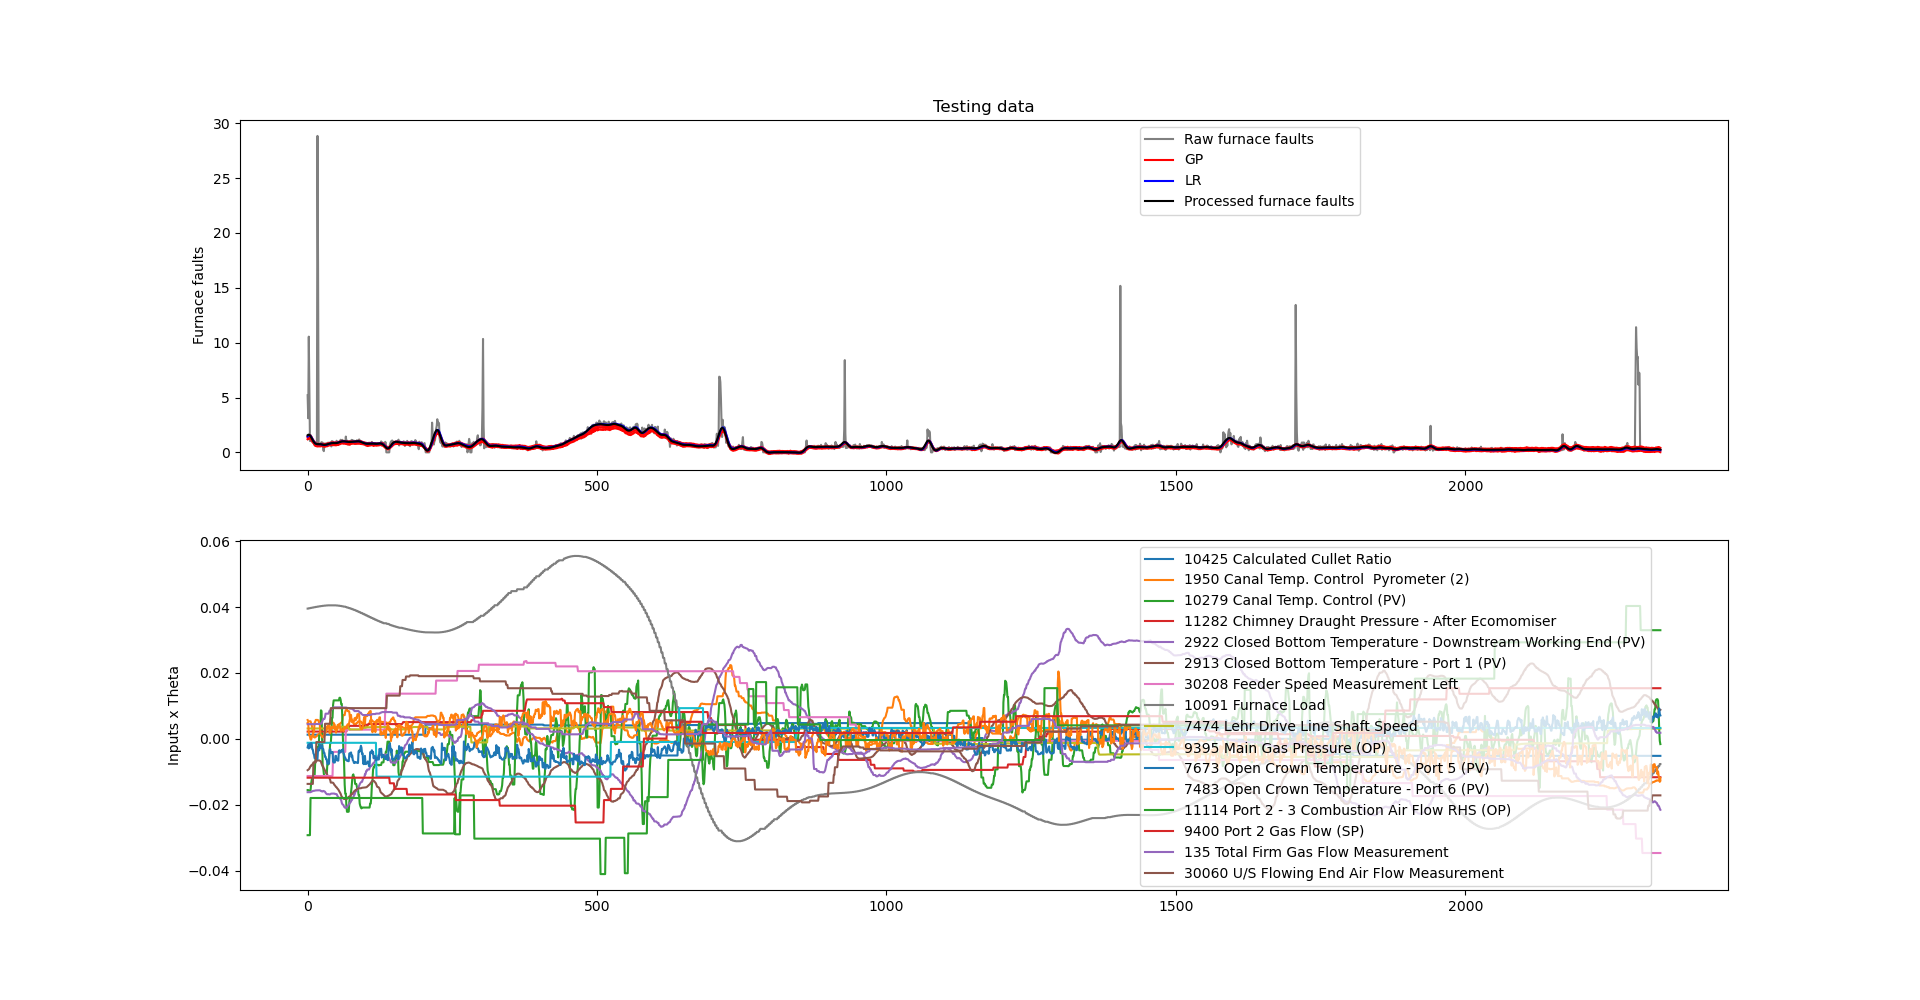 Testing data
30
25
20
15
10
5
0
Furnace faults
Raw furnace faults
GP
LR
Processed furnace faults
0 500 1000 1500 2000
0.06
0.04
0.02
0.00
−0.02
−0.04
Inputs x Theta
10425 Calculated Cullet Ratio
1950 Canal Temp. Control  Pyrometer (2)
10279 Canal Temp. Control (PV)
11282 Chimney Draught Pressure - After Ecomomiser
2922 Closed Bottom Temperature - Downstream Working End (PV)
2913 Closed Bottom Temperature - Port 1 (PV)
30208 Feeder Speed Measurement Left
10091 Furnace Load
7474 Lehr Drive Line Shaft Speed
9395 Main Gas Pressure (OP)
7673 Open Crown Temperature - Port 5 (PV)
7483 Open Crown Temperature - Port 6 (PV)
11114 Port 2 - 3 Combustion Air Flow RHS (OP)
9400 Port 2 Gas Flow (SP)
135 Total Firm Gas Flow Measurement
30060 U/S Flowing End Air Flow Measurement
0 500 1000 1500 2000